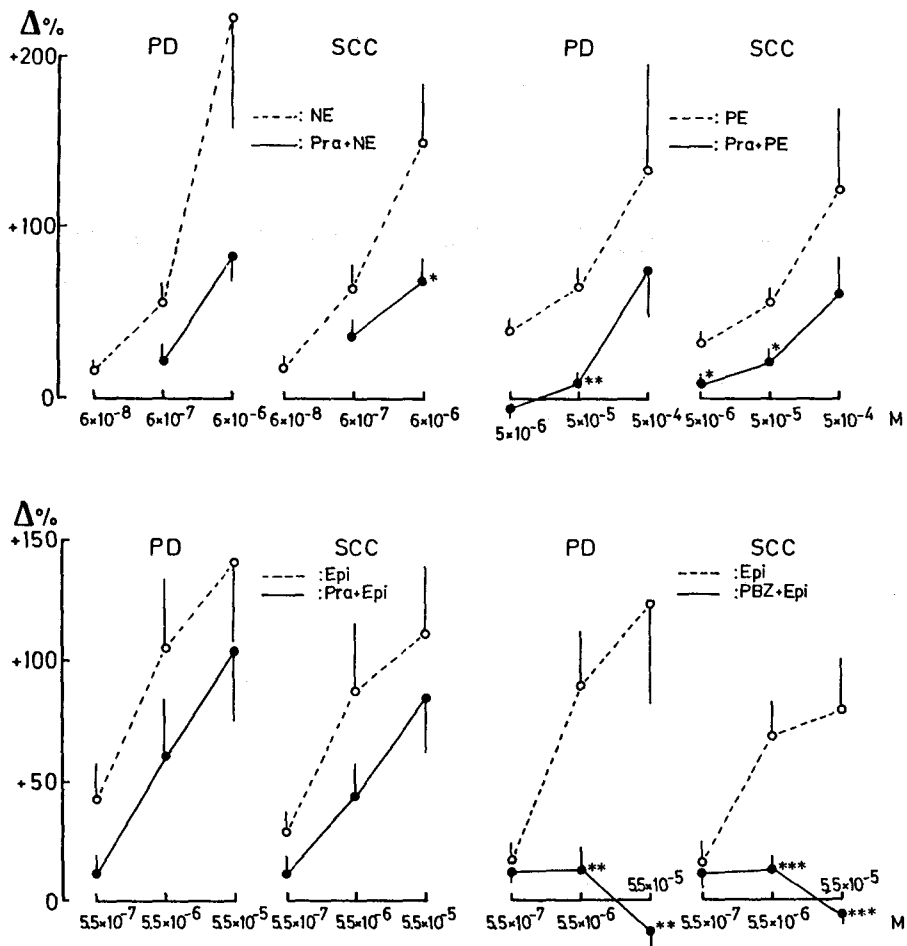 Δ%
+200
+100
0
PD
SCC
PD
SCC
: NE
: Prα+NE
: PE
: Prα+PE
*
**
*
*
6×10-8 6×10-7 6×10-6
6×10-8 6×10-7 6×10-6
5×10-6 5×10-5 5×10-4
5×10-6 5×10-5 5×10-4 M
Δ%
+150
+100
+50
0
PD
SCC
PD
SCC
:Epi
:Prα+Epi
:Epi
:PBZ+Epi
**
**
***
***
5.5×10-7 5.5×10-6 5.5×10-5
5.5×10-7 5.5×10-6 5.5×10-5
5.5×10-7 5.5×10-6 5.5×10-5
5.5×10-7 5.5×10-6 5.5×10-5 M